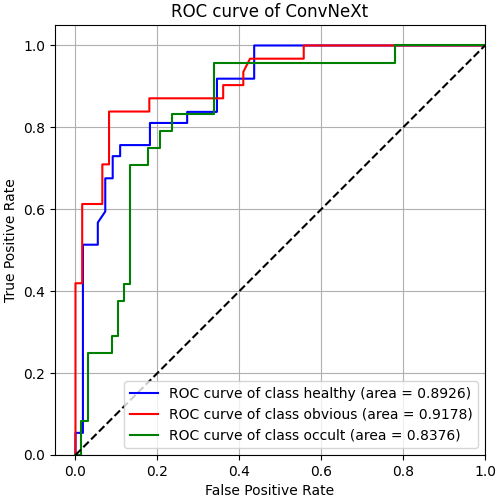 ROC curve of ConvNeXt
True Positive Rate
1.0
0.8
0.6
0.4
0.2
0.0
ROC curve of class healthy (area = 0.8926)
ROC curve of class obvious (area = 0.9178)
ROC curve of class occult (area = 0.8376)
0.0 0.2 0.4 0.6 0.8 1.0
False Positive Rate